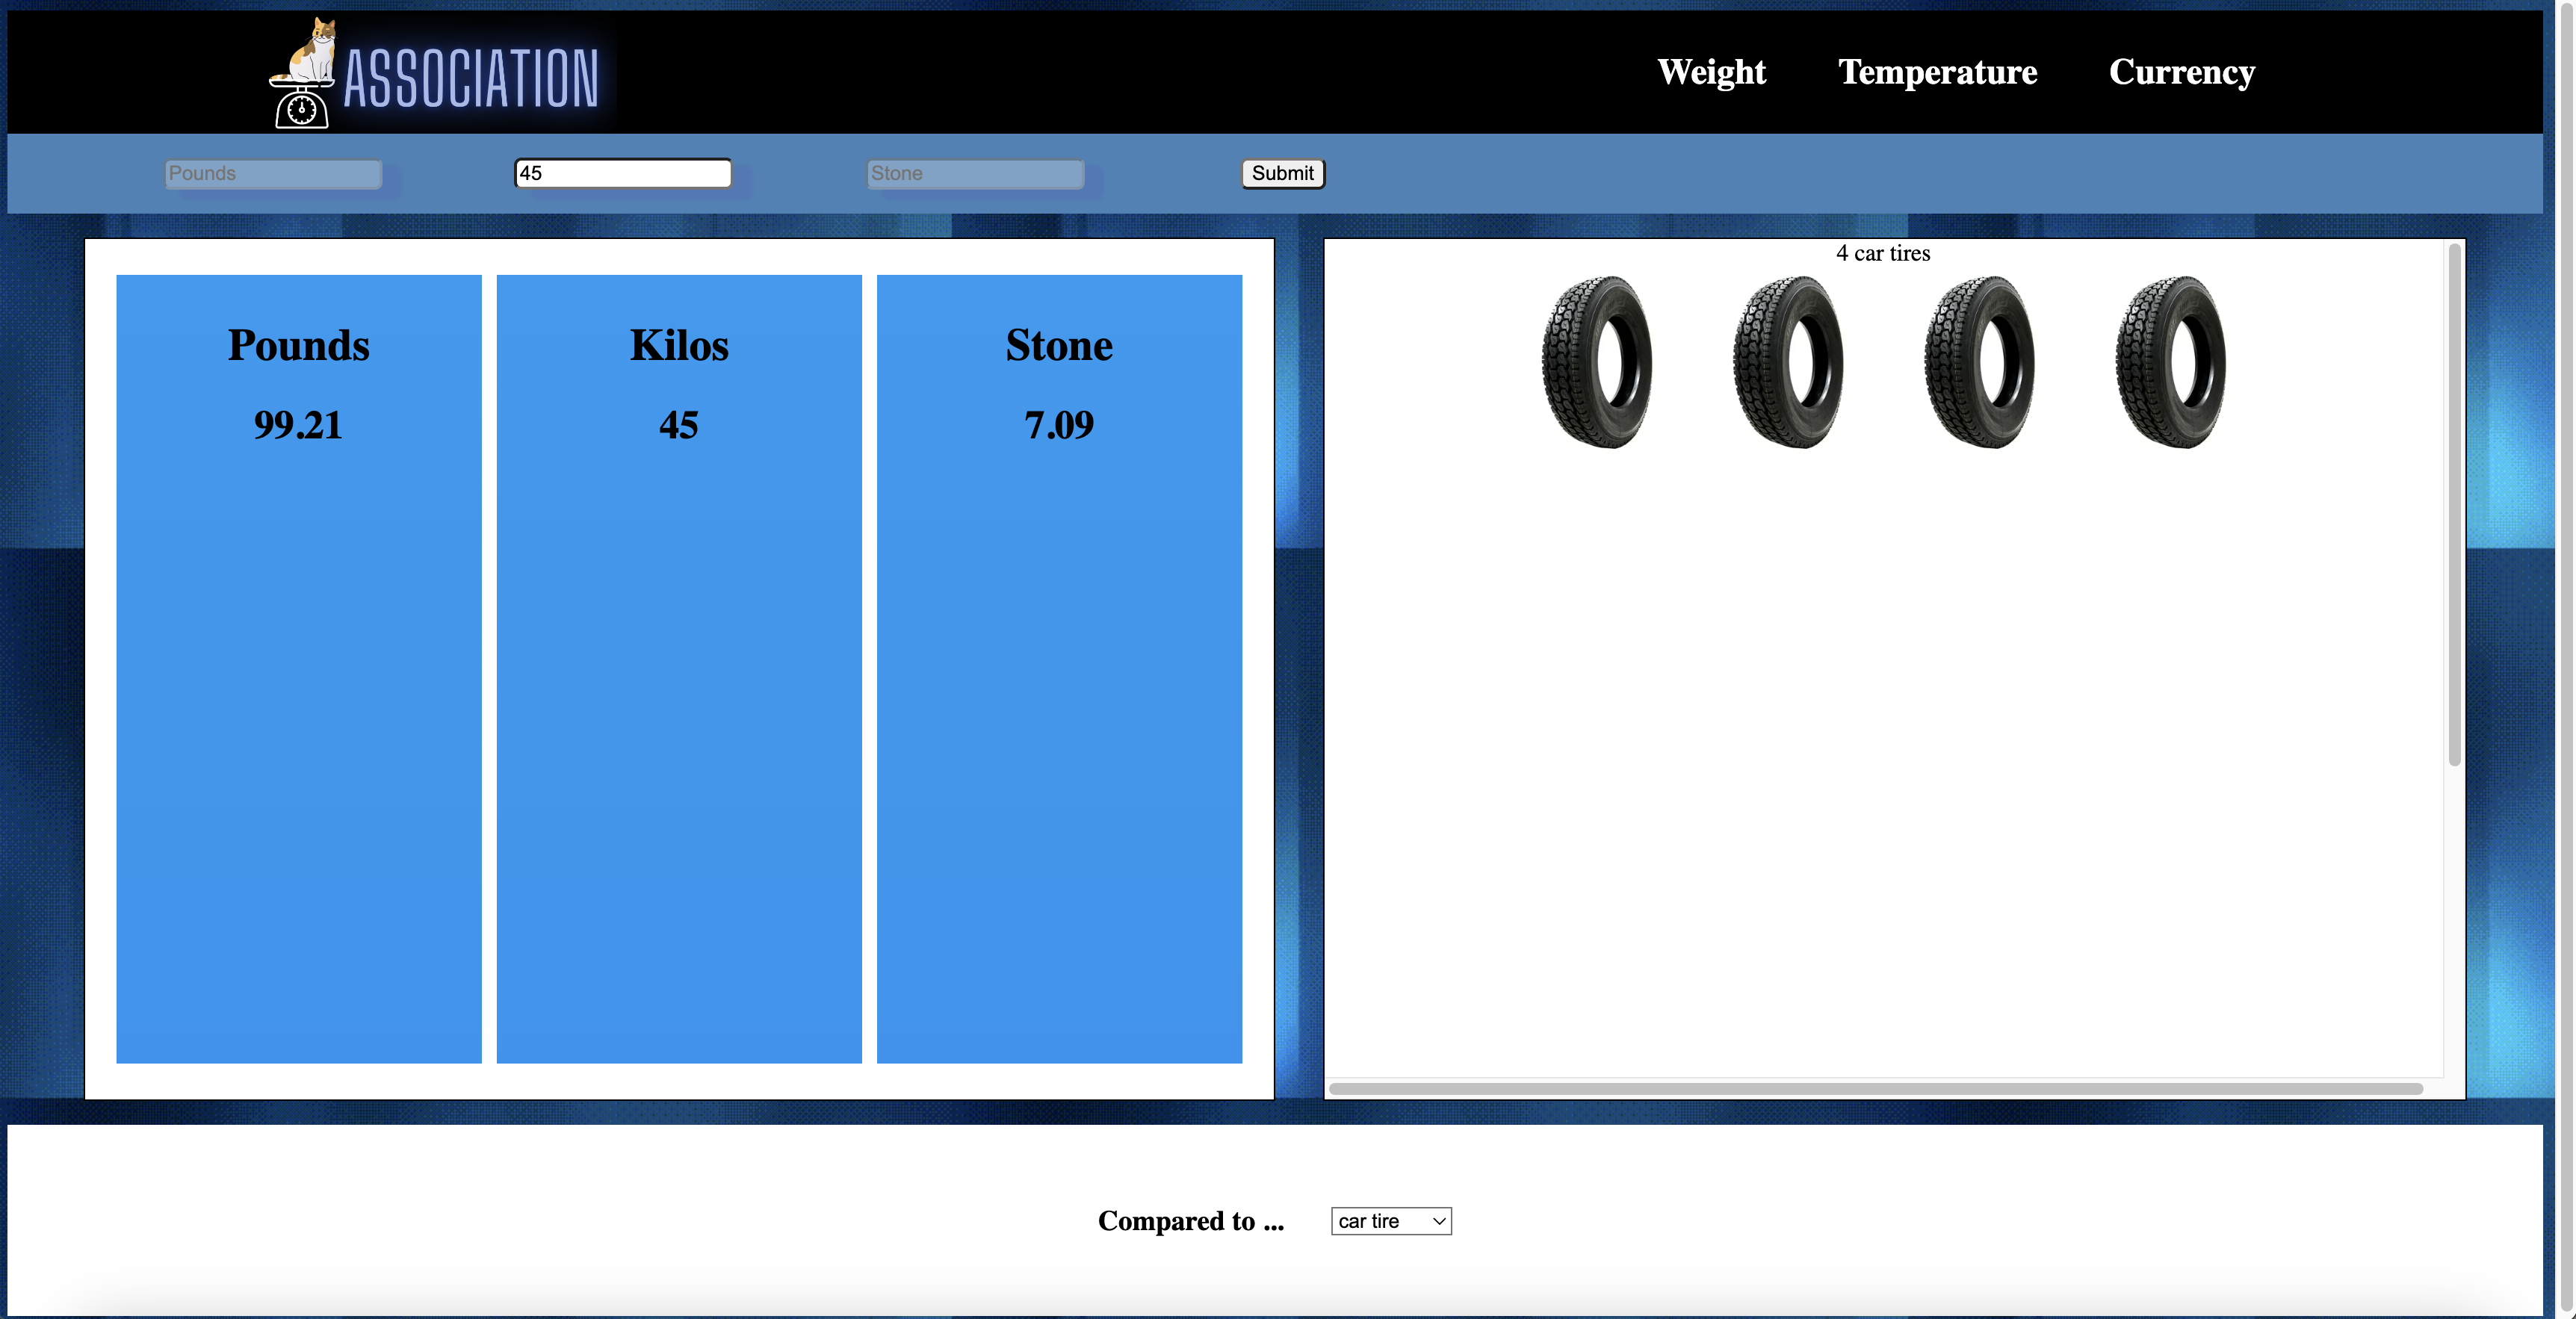 ASSOCIATION
Weight Temperature Currency
Pounds 45 Stone Submit
Pounds Kilos Stone
99.21 45 7.09
4 car tires
Compared to ... car tire